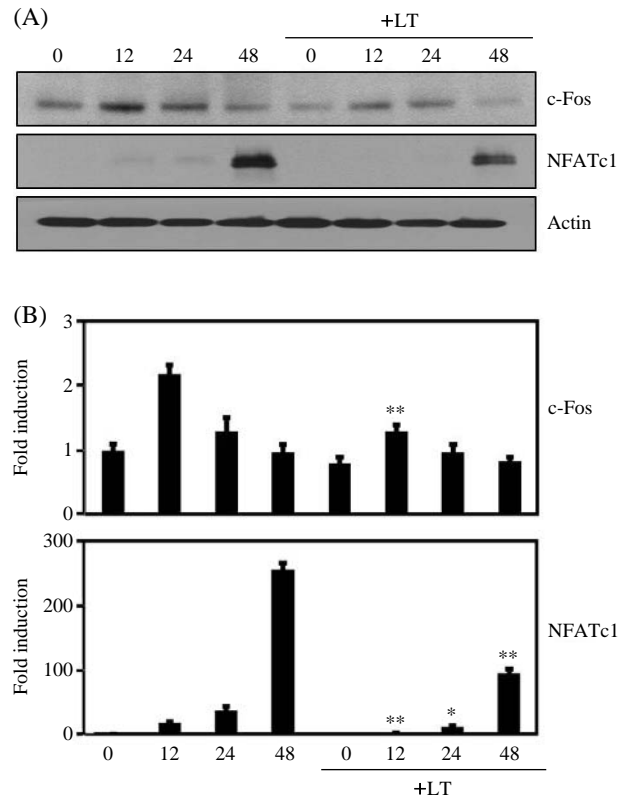 (A)
+LT
0 12 24 48 0 12 24 48
c-Fos
NFATc1
Actin
(B)
3
2
1
0
Fold induction
**
c-Fos
300
200
100
0
Fold induction
** * **
NFATc1
0 12 24 48 0 12 24 48
+LT